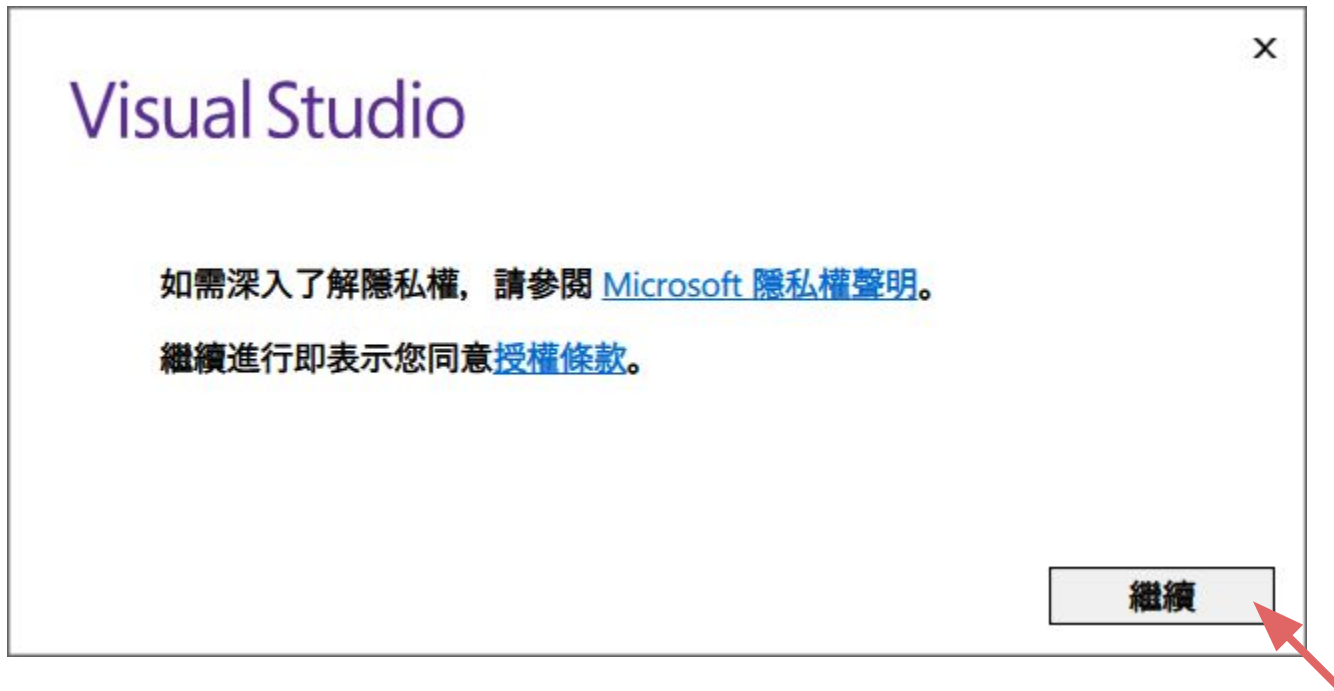 x
Visual Studio
如需深入了解隱私權，請參閱 Microsoft 隱私權聲明。
繼續進行即表示您同意授權條款。
繼續